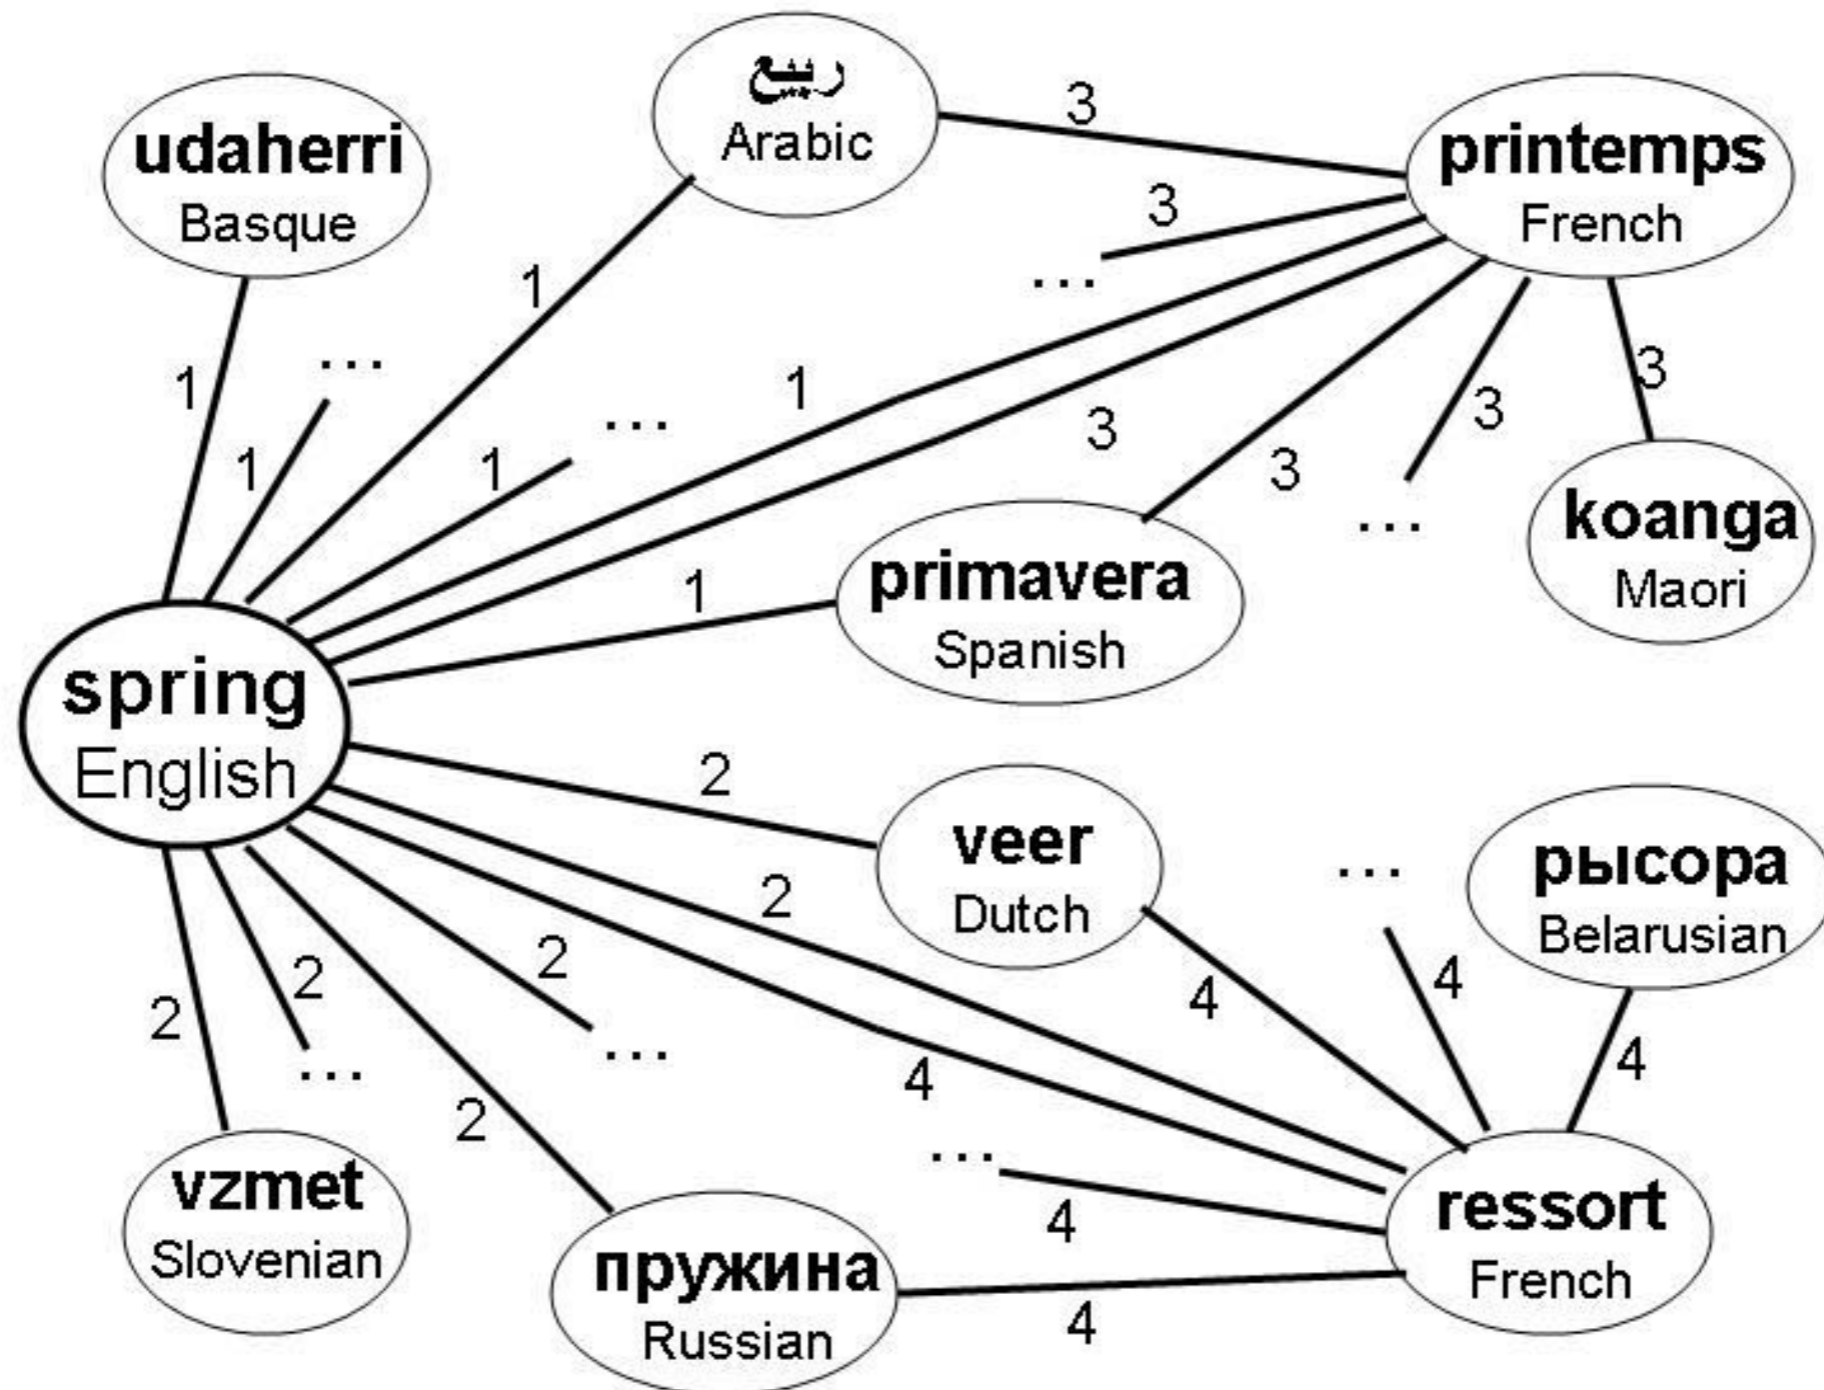 ربيع
Arabic
udaherri
Basque
printemps
French
3
3
...
1
1
...
1
1
...
1
3
3
3
3
...
koanga
Maori
primavera
Spanish
1
spring
English
2
veer
Dutch
...
рысора
Belarusian
2
2
2
2
4
4
4
...
...
4
2
...
4
vzmet
Slovenian
ressort
French
пружина
Russian
4